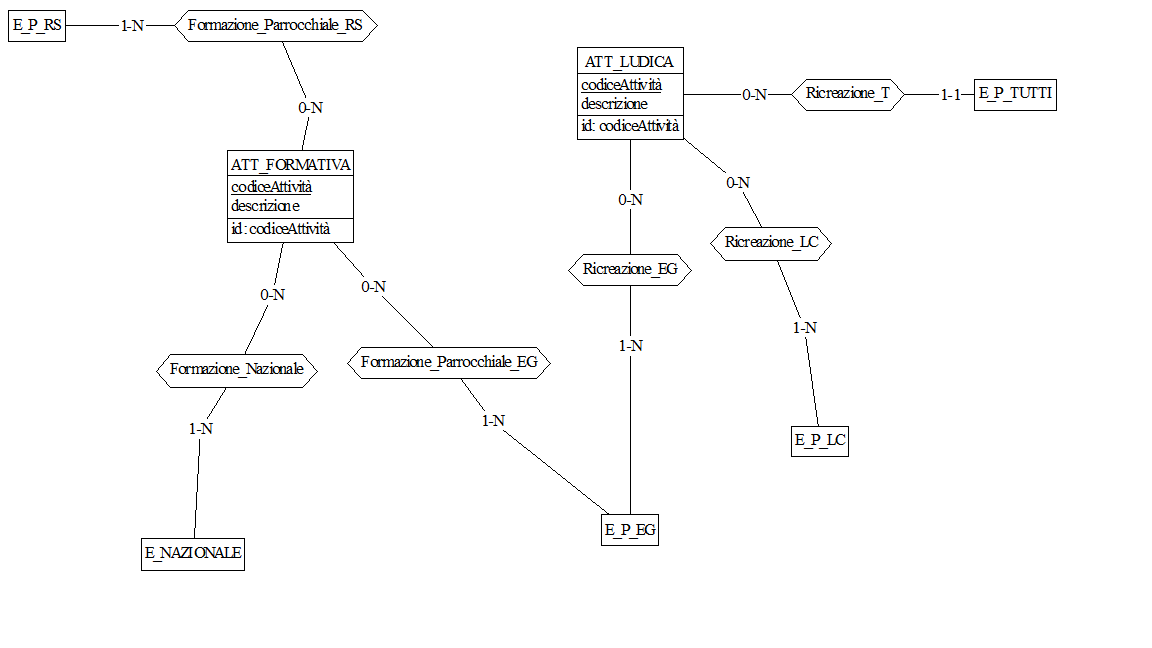 E_P_RS
1-N
Formazione_Parrocchiale_RS
0-N
ATT_FORMATIVA
codiceAttività
descrizione
id: codiceAttività
0-N
0-N
Formazione_Nazionale
Formazione_Parrocchiale_EG
1-N
1-N
E_NAZIONALE
ATT_LUDICA
codiceAttività
descrizione
id: codiceAttività
0-N
Ricreazione_T
1-1
E_P_TUTTI
0-N
0-N
Ricreazione_LC
Ricreazione_EG
1-N
1-N
E_P_LC
E_P_EG